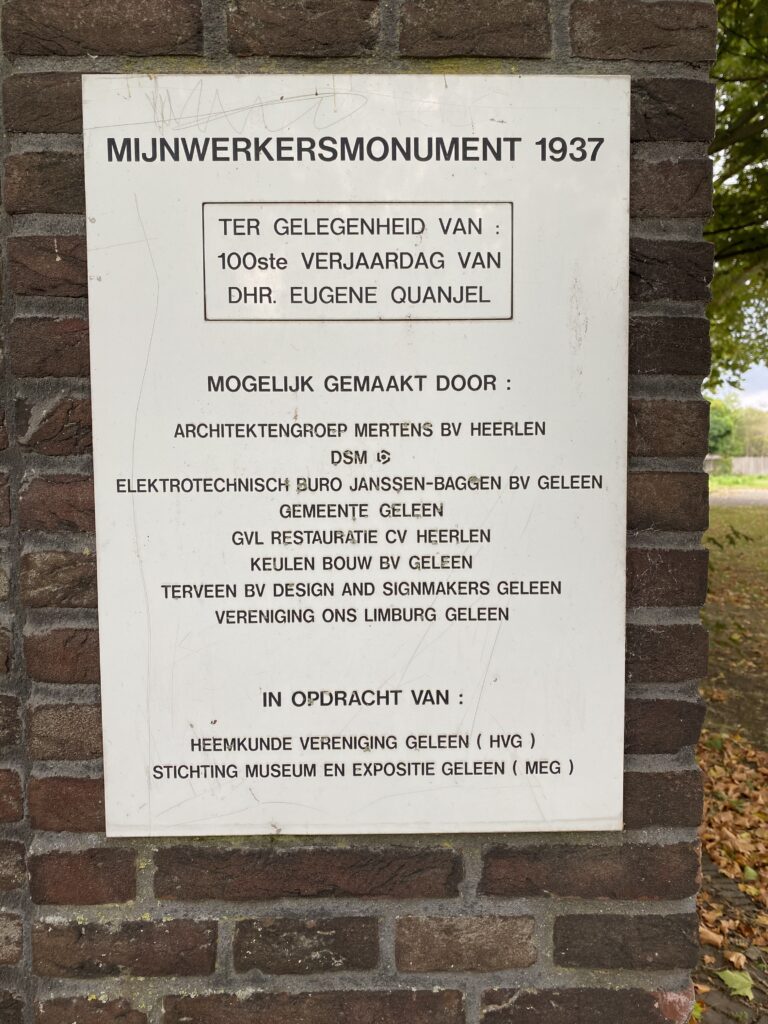 MIJNWERKERSMONUMENT 1937
TER GELEGENHEID VAN :
100ste VERJAARDAG VAN
DHR. EUGENE QUANJEL
MOGELIJK GEMAAKT DOOR :
ARCHITEKTENGROEP MERTENS BV HEERLEN
DSM
ELEKTROTECHNISCH BURO JANSSEN-BAGGEN BV GELEEN
GEMEENTE GELEEN
GVL RESTAURATIE CV HEERLEN
KEULEN BOUW BV GELEEN
TERVEEN BV DESIGN AND SIGNMAKERS GELEEN
VERENIGING ONS LIMBURG GELEEN
IN OPDRACHT VAN :
HEEMKUNDE VERENIGING GELEEN ( HVG )
STICHTING MUSEUM EN EXPOSITIE GELEEN ( MEG )